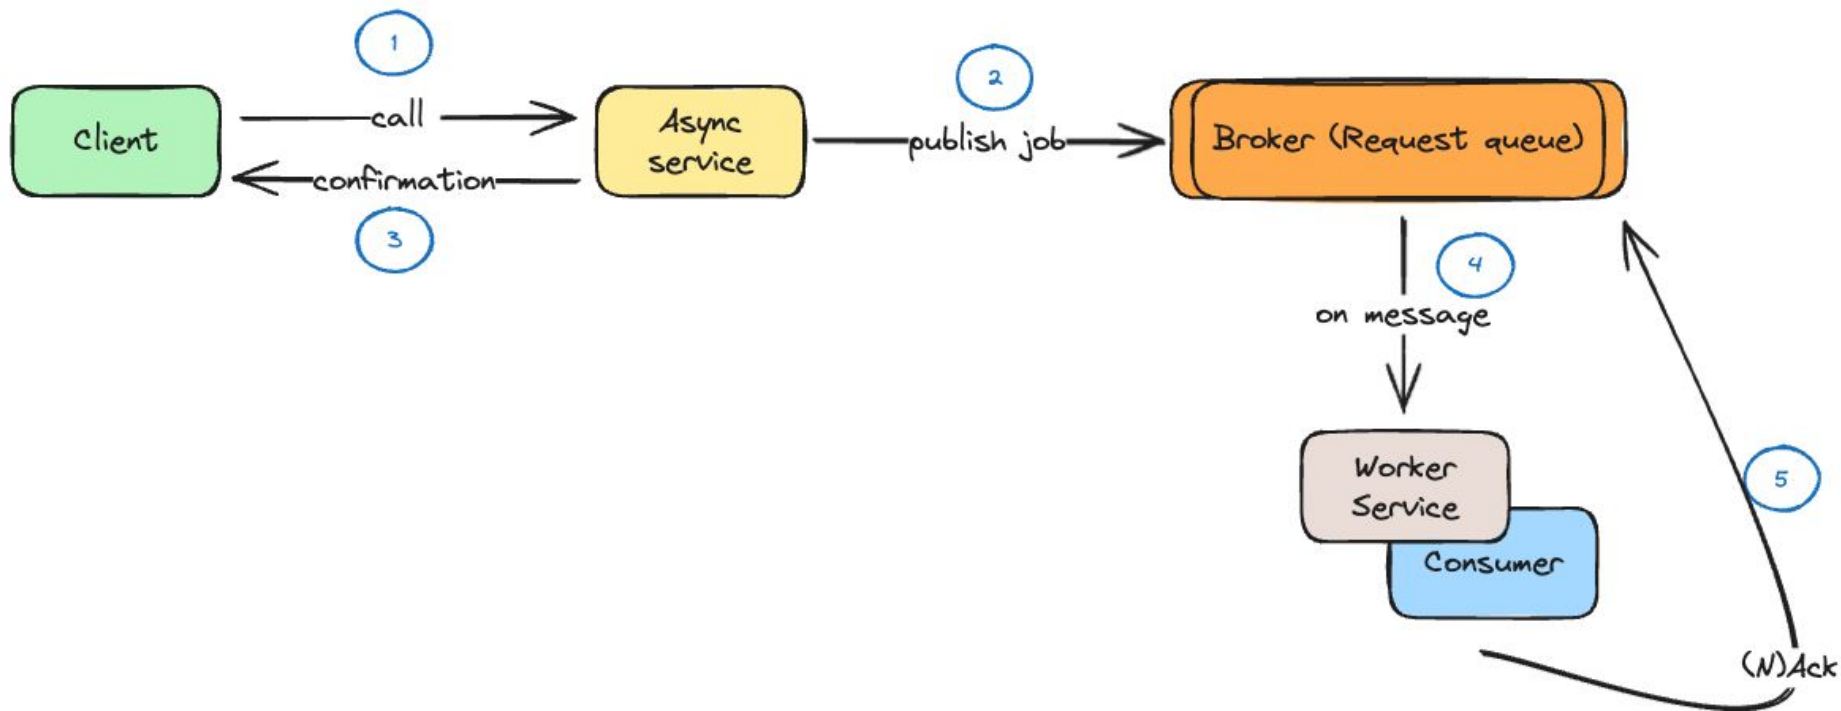 1
Client
call
Async
service
2
publish job
Broker (Request queue)
confirmation
3
4
on message
Worker
Service
Consumer
5
(N)Ack